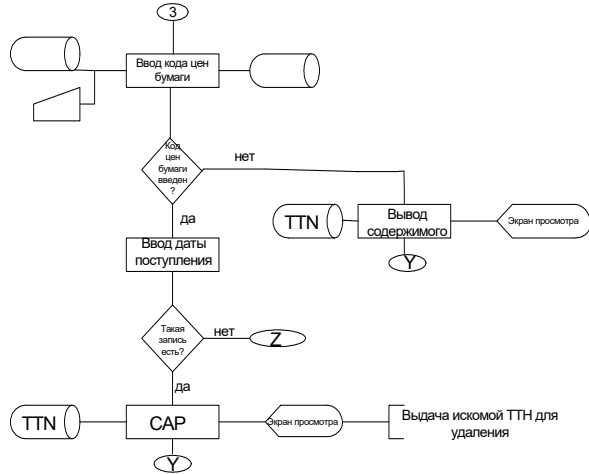 3
Ввод кода цен
бумаги
Код
цен
бумаги
введен
?
нет
да
TTN
Вывод
содержимого
Экран просмотра
Y
Ввод даты
поступления
Такая
запись
есть?
нет
Z
да
TTN
САР
Экран просмотра
Выдача искомой ТТН для
удаления
Y